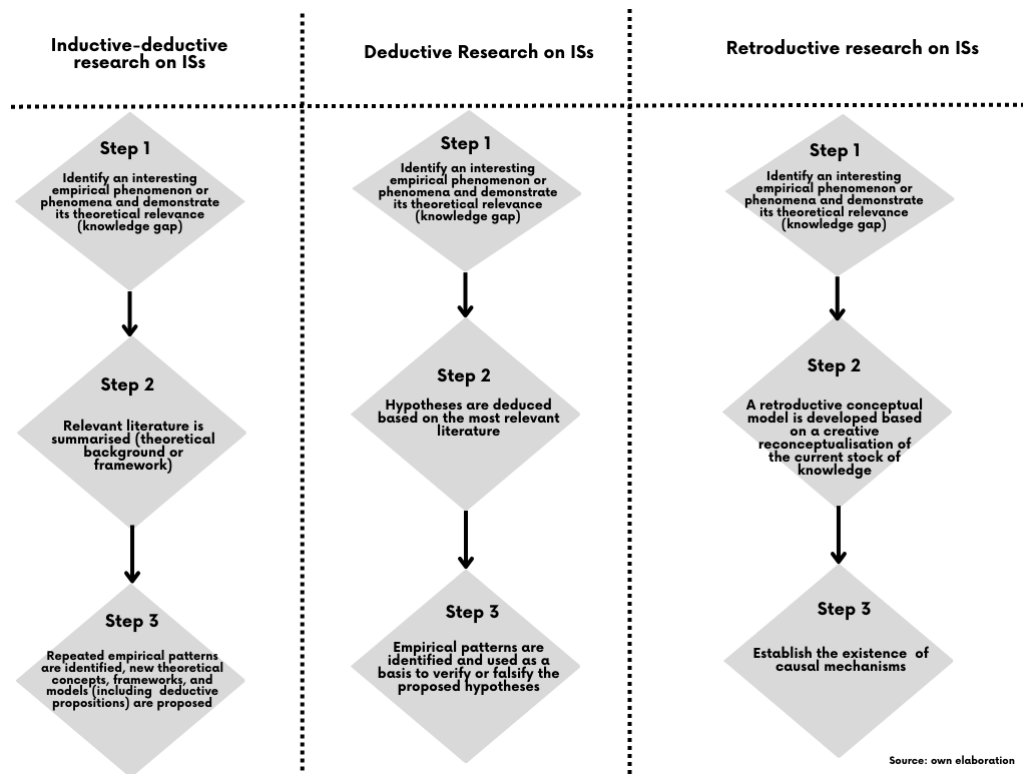 Inductive-deductive
research on ISs
Deductive Research on ISs
Retroductive research on ISs
Step 1
Identify an interesting
empirical phenomenon or
phenomena and demonstrate
its theoretical relevance
(knowledge gap)
Step 2
Relevant literature is
summarised (theoretical
background or
framework)
Step 3
Repeated empirical patterns
are identified, new theoretical
concepts, frameworks, and
models (including deductive
propositions) are proposed
Step 1
Identify an interesting
empirical phenomenon or
phenomena and demonstrate
its theoretical relevance
(knowledge gap)
Step 2
Hypotheses are deduced
based on the most relevant
literature
Step 3
Empirical patterns are
identified and used as a
basis to verify or falsify the
proposed hypotheses
Step 1
Identify an interesting
empirical phenomenon or
phenomena and demonstrate
its theoretical relevance
(knowledge gap)
Step 2
A retroductive conceptual
model is developed based
on a creative
reconceptualisation of
the current stock of
knowledge
Step 3
Establish the existence of
causal mechanisms
Source: own elaboration